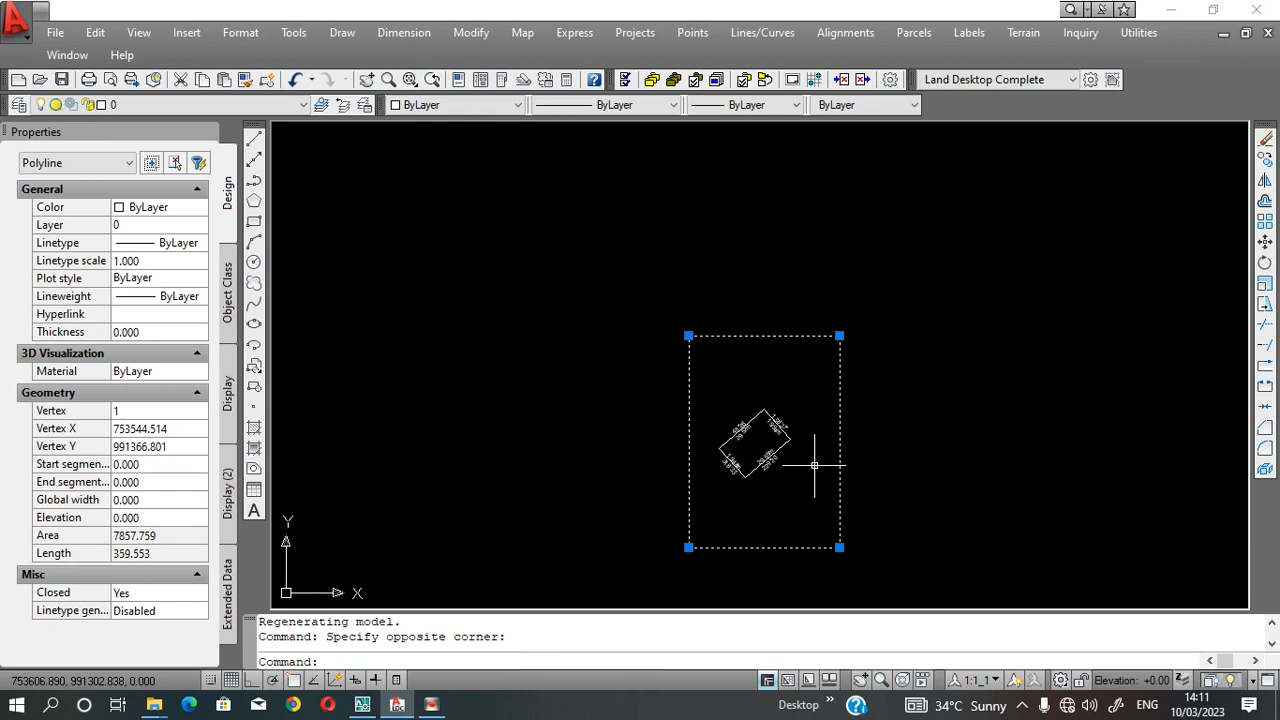 File Edit View Insert Format Tools Draw Dimension Modify Map Express Projects Points Lines/Curves Alignments Parcels Labels Terrain Inquiry Utilities
Window Help
Land Desktop Complete
0 ByLayer ByLayer ByLayer ByLayer
Properties
Polyline
General
Color ByLayer
Layer 0
Linetype ByLayer
Linetype scale 1.000
Plot style ByLayer
Lineweight ByLayer
Hyperlink
Thickness 0.000
3D Visualization
Material ByLayer
Geometry
Vertex 1
Vertex X 753544.514
Vertex Y 991366.801
Start segmen... 0.000
End segmen... 0.000
Global width 0.000
Elevation 0.000
Area 7857.759
Length 359.553
Misc
Closed Yes
Linetype gen... Disabled
Design
Object Class
Display
Display (2)
Extended Data
A
Y
X
Regenerating model.
Command: Specify opposite corner:
Command:
753606.890, 991302.838, 0.000
1:1_1
Elevation: +0.00
Desktop
34°C Sunny
ENG
14:11
10/03/2023